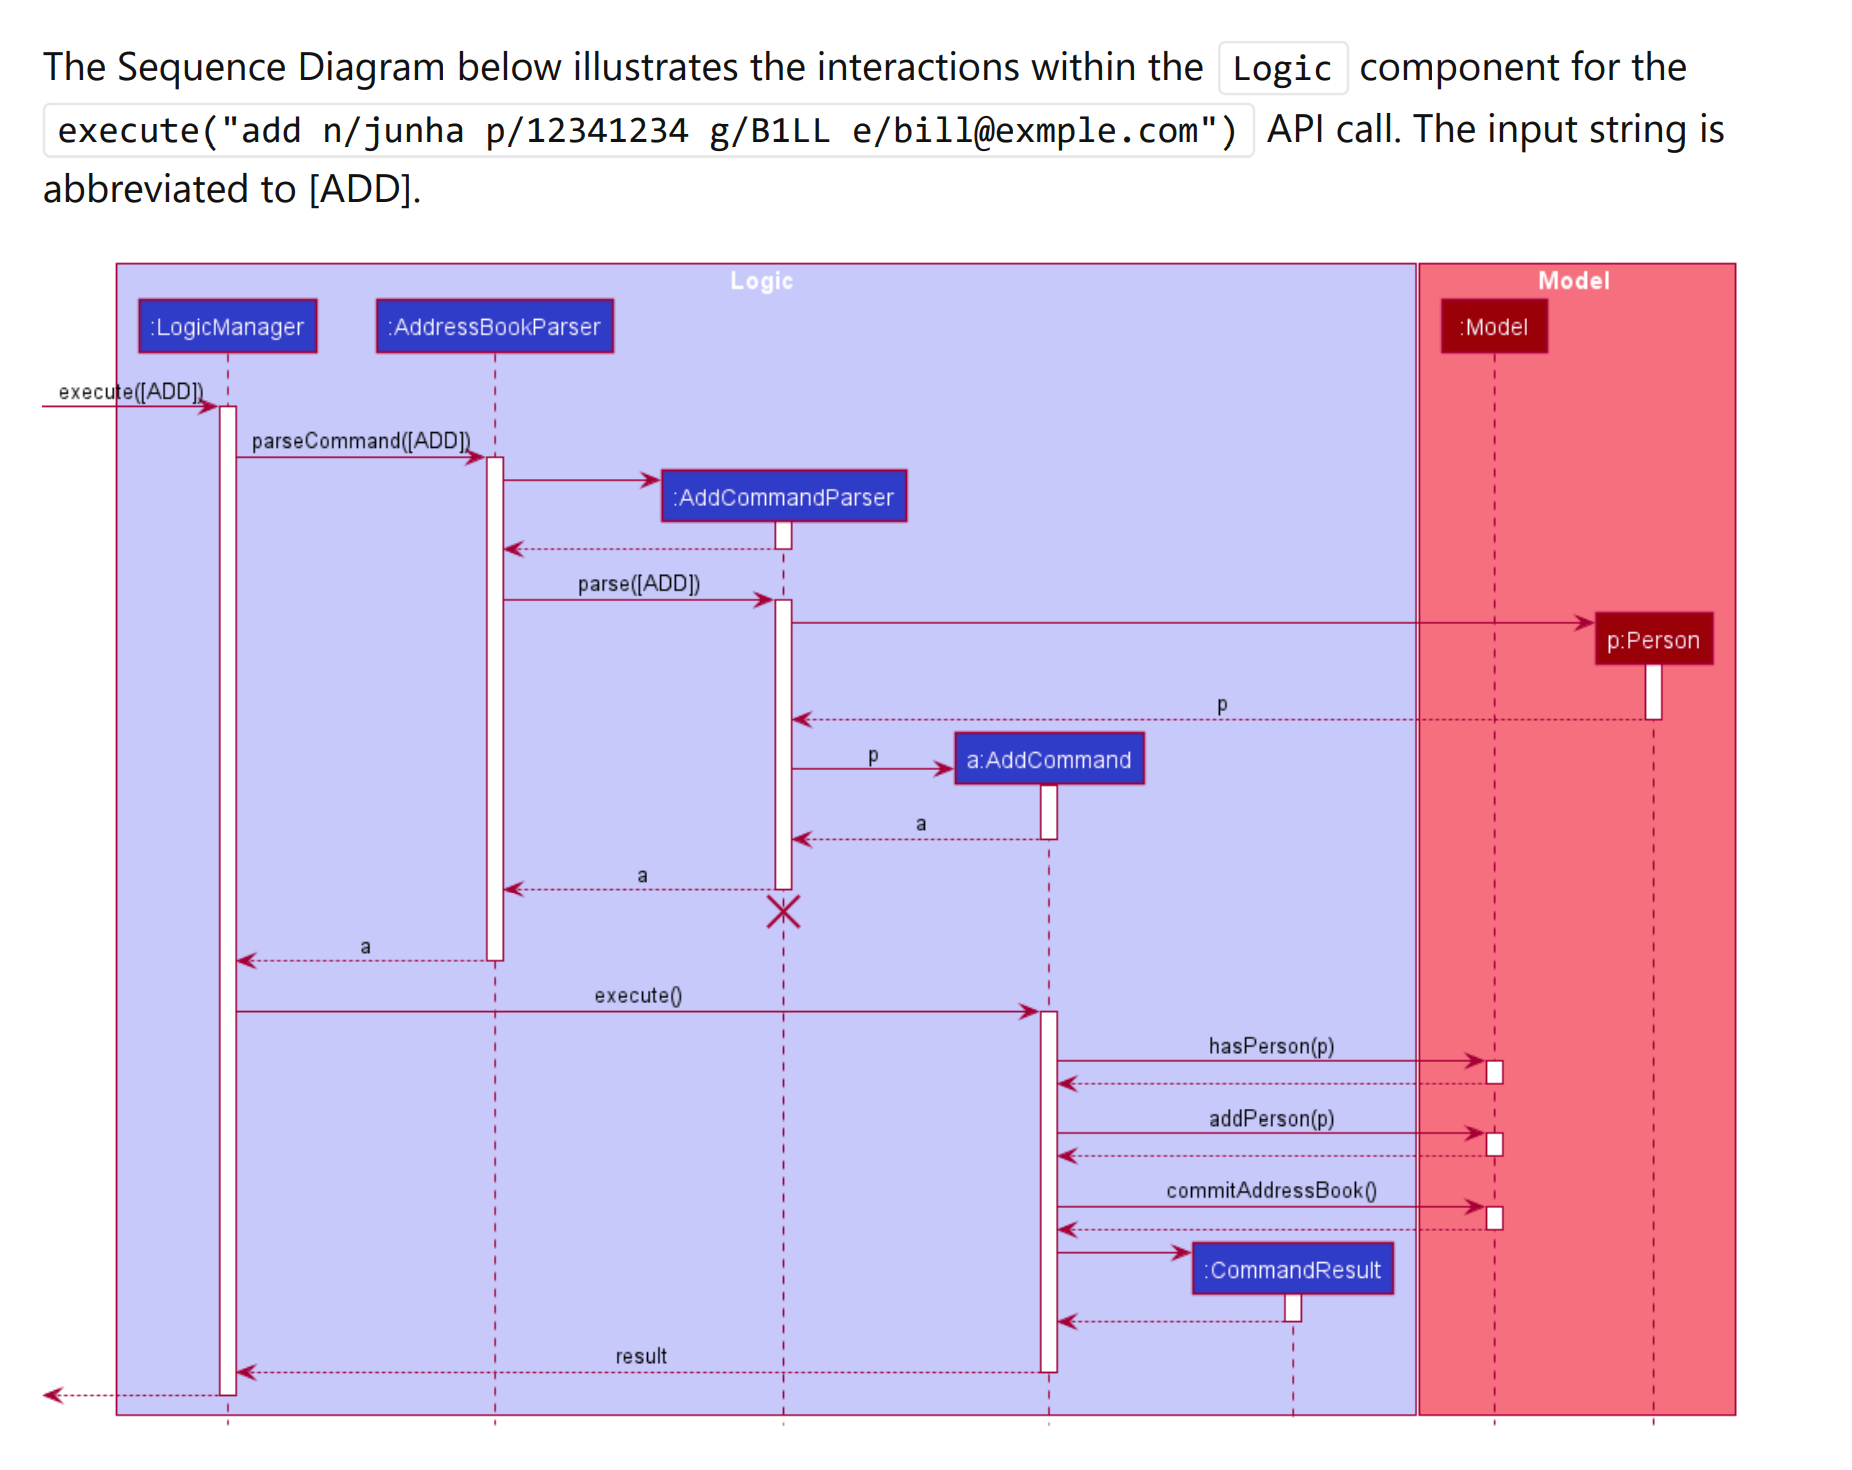 The Sequence Diagram below illustrates the interactions within the Logic component for the
execute("add n/junha p/12341234 g/B1LL e/bill@exmple.com") API call. The input string is
abbreviated to [ADD].
Logic
Model
:LogicManager
:AddressBookParser
:Model
execute([ADD])
parseCommand([ADD])
:AddCommandParser
parse([ADD])
p:Person
p
p
a:AddCommand
a
a
a
execute()
hasPerson(p)
addPerson(p)
commitAddressBook()
:CommandResult
result